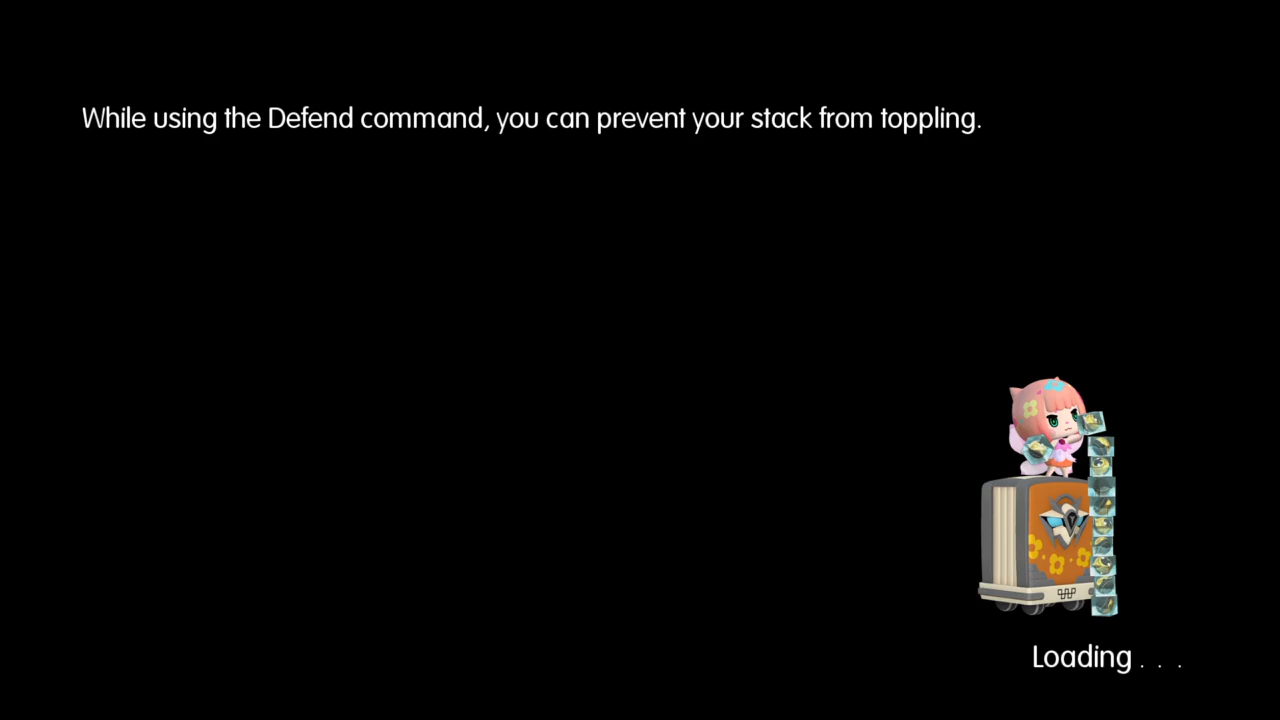 While using the Defend command, you can prevent your stack from toppling.
Loading . . .